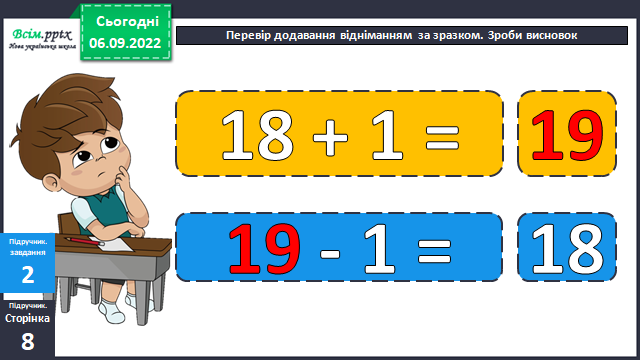 Всім.pptx
Нова українська школа
Сьогодні
06.09.2022
Перевір додавання відніманням за зразком. Зроби висновок
18 + 1 = 19
19 - 1 = 18
Підручник.
завдання
2
Підручник.
Сторінка
8